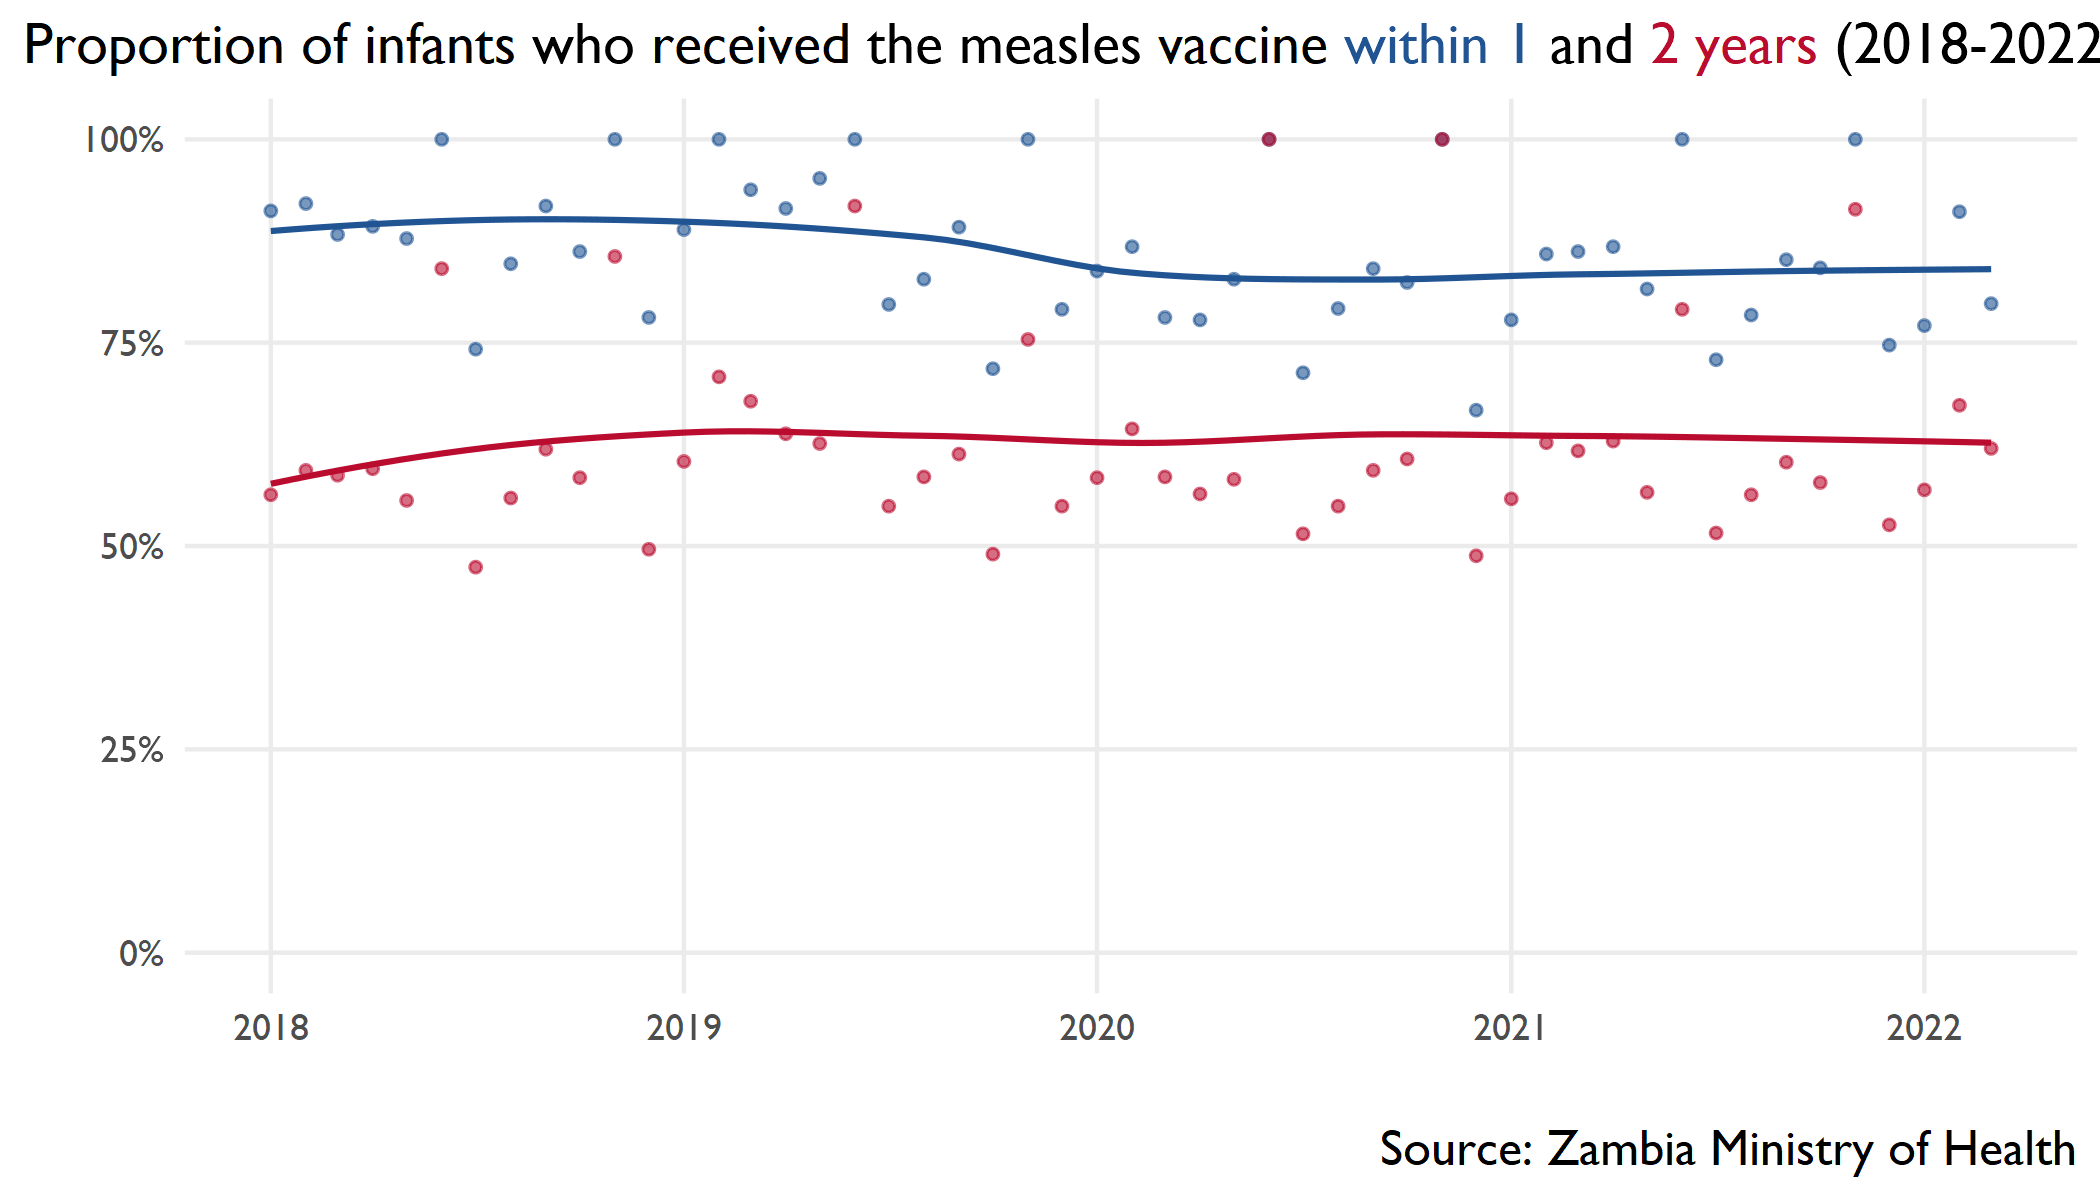 Proportion of infants who received the measles vaccine within 1 and 2 years (2018-2022
100%
75%
50%
25%
0%
2018 2019 2020 2021 2022
Source: Zambia Ministry of Health